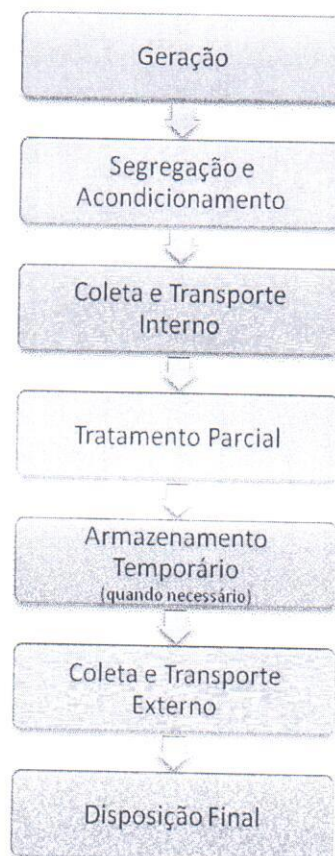 Geração
Segregação e
Acondicionamento
Coleta e Transporte
Interno
Tratamento Parcial
Armazenamento
Temporário
(quando necessário)
Coleta e Transporte
Externo
Disposição Final